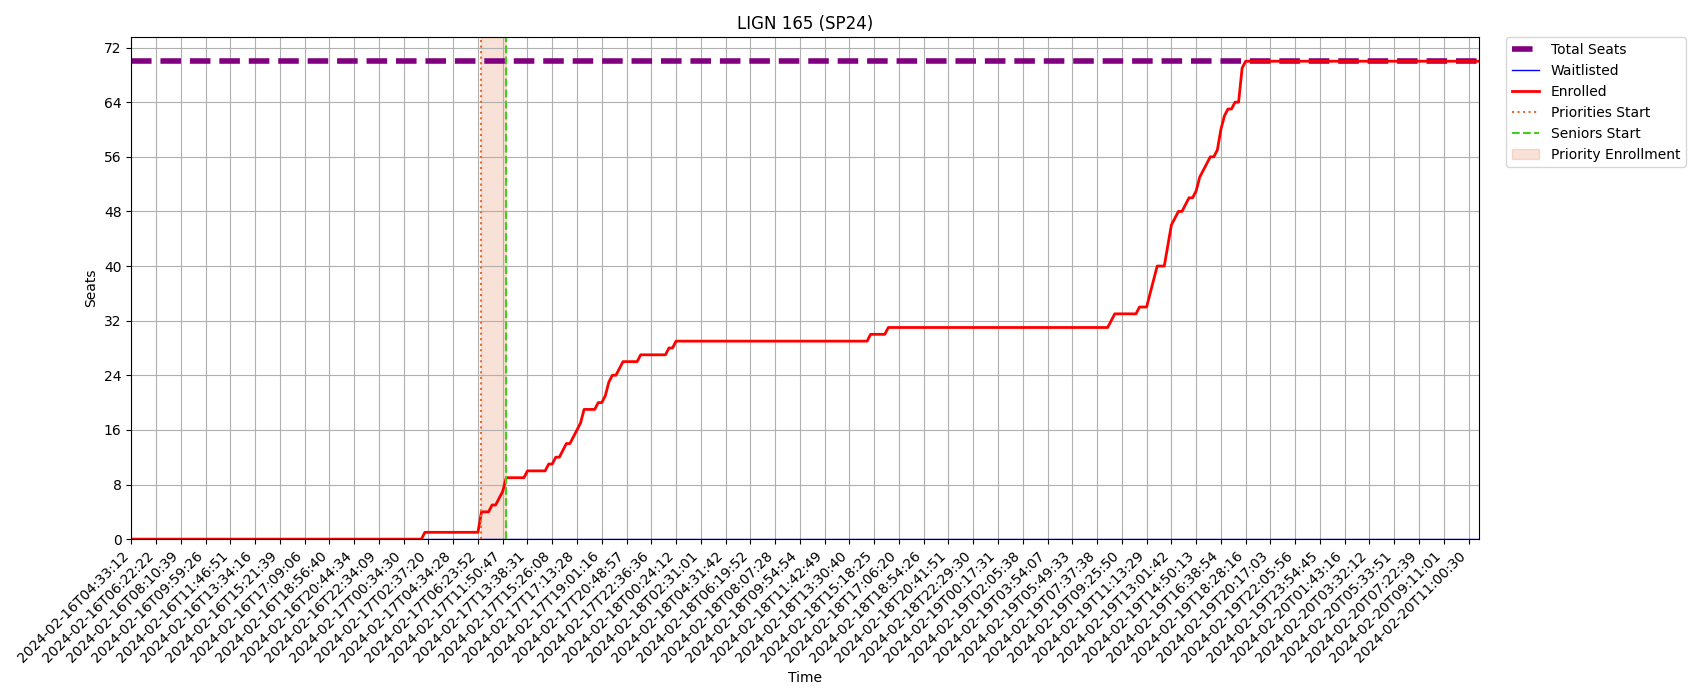 LIGN 165 (SP24)
72
64
56
48
40
32
24
16
8
0
Seats
2024-02-16T04:33:12
2024-02-16T06:22:22
2024-02-16T08:10:39
2024-02-16T09:59:26
2024-02-16T11:46:51
2024-02-16T13:34:16
2024-02-16T15:21:39
2024-02-16T17:09:06
2024-02-16T18:56:40
2024-02-16T20:44:34
2024-02-16T22:34:09
2024-02-17T00:34:30
2024-02-17T02:37:20
2024-02-17T04:34:28
2024-02-17T06:23:52
2024-02-17T11:50:47
2024-02-17T13:38:31
2024-02-17T15:26:08
2024-02-17T17:13:28
2024-02-17T19:01:16
2024-02-17T20:48:57
2024-02-17T22:36:36
2024-02-18T00:24:12
2024-02-18T02:31:01
2024-02-18T04:31:42
2024-02-18T06:19:52
2024-02-18T08:07:28
2024-02-18T09:54:54
2024-02-18T11:42:49
2024-02-18T13:30:40
2024-02-18T15:18:25
2024-02-18T17:06:20
2024-02-18T18:54:26
2024-02-18T20:41:51
2024-02-18T22:29:30
2024-02-19T00:17:31
2024-02-19T02:05:38
2024-02-19T03:54:07
2024-02-19T05:49:33
2024-02-19T07:37:38
2024-02-19T09:25:50
2024-02-19T11:13:29
2024-02-19T13:01:42
2024-02-19T14:50:13
2024-02-19T16:38:54
2024-02-19T18:28:16
2024-02-19T20:17:03
2024-02-19T22:05:56
2024-02-19T23:54:45
2024-02-20T01:43:16
2024-02-20T03:32:12
2024-02-20T05:33:51
2024-02-20T07:22:39
2024-02-20T09:11:01
2024-02-20T11:00:30
Time
Total Seats
Waitlisted
Enrolled
Priorities Start
Seniors Start
Priority Enrollment